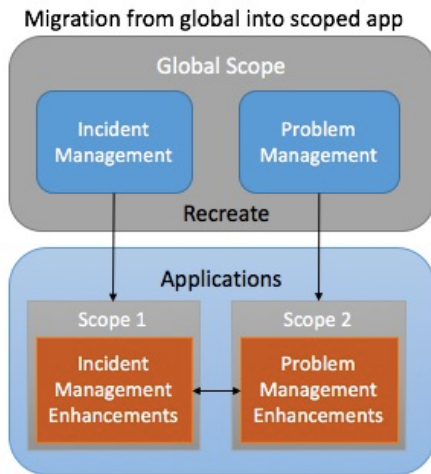 Migration from global into scoped app
Global Scope
Incident
Management
Problem
Management
Recreate
Applications
Scope 1
Scope 2
Incident
Management
Enhancements
Problem
Management
Enhancements